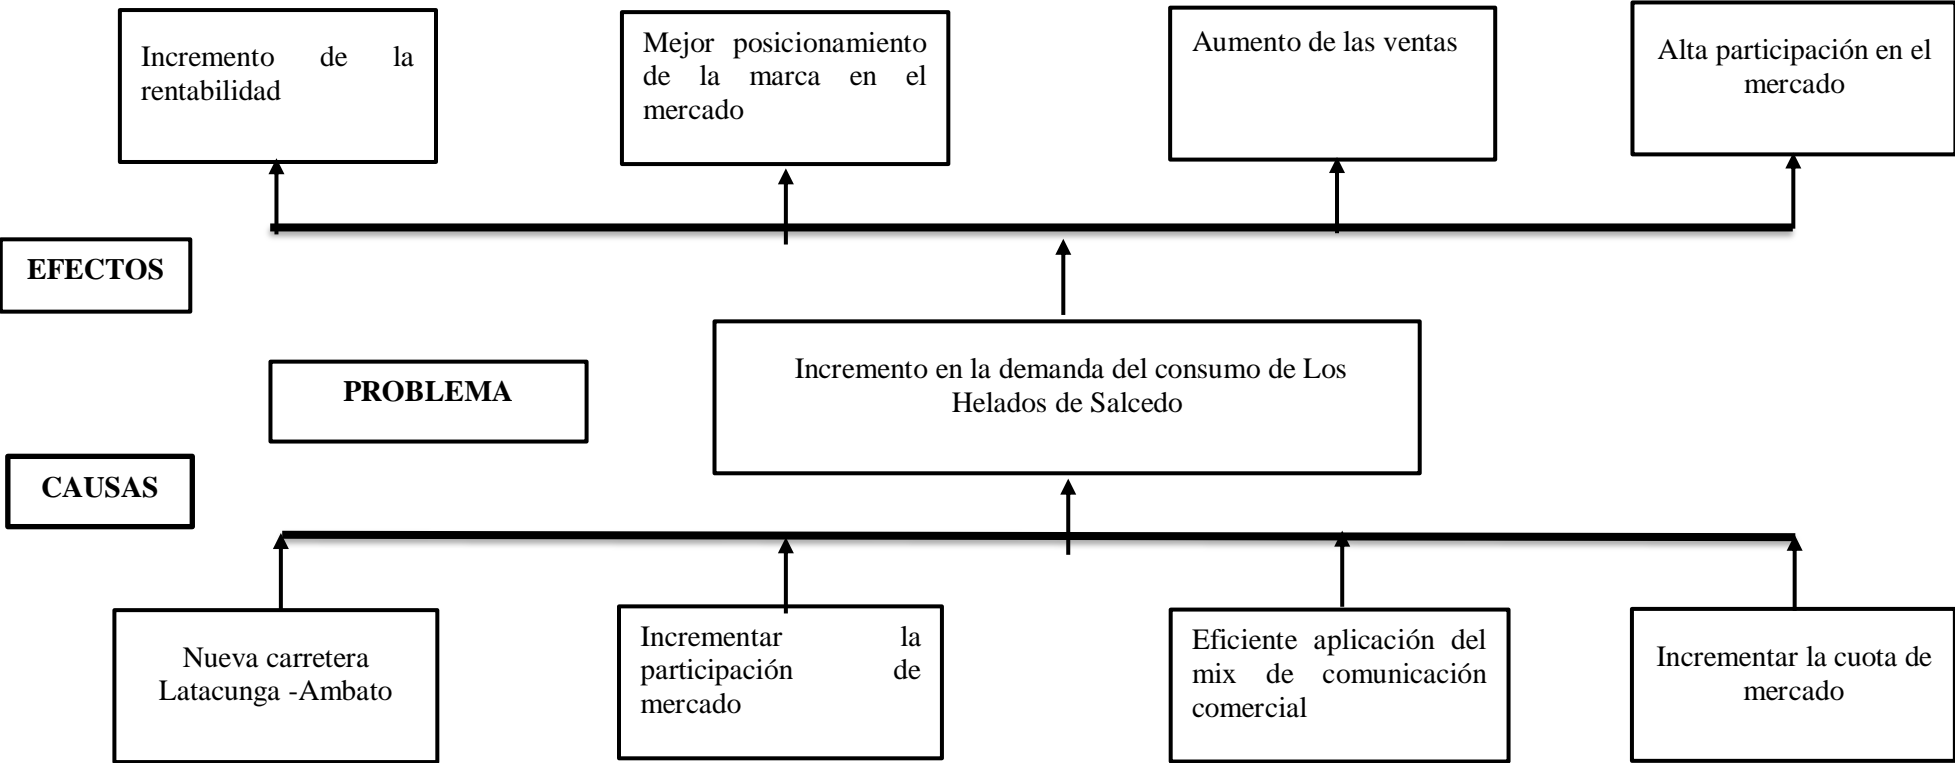 Incremento de la
rentabilidad
Mejor posicionamiento
de la marca en el
mercado
Aumento de las ventas
Alta participación en el
mercado
EFECTOS
PROBLEMA
Incremento en la demanda del consumo de Los
Helados de Salcedo
CAUSAS
Nueva carretera
Latacunga -Ambato
Incrementar la
participación de
mercado
Eficiente aplicación del
mix de comunicación
comercial
Incrementar la cuota de
mercado